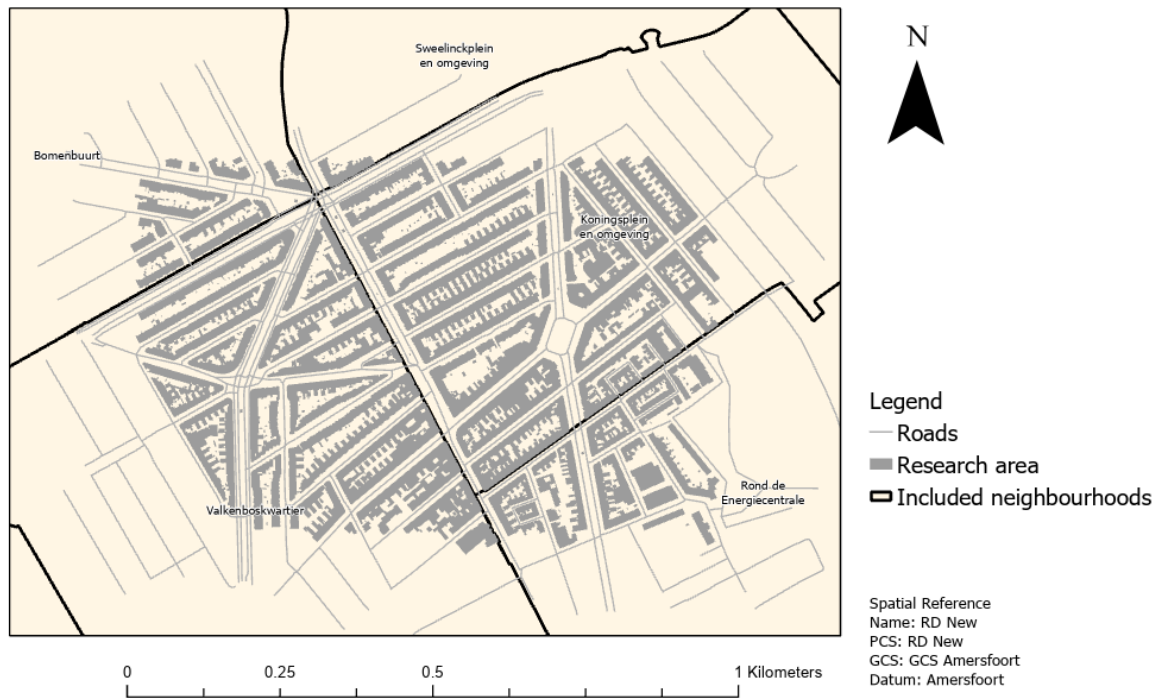 Sweelinckplein
en omgeving
Bomenbuurt
Koningsplein
en omgeving
Valkenboskwartier
Rond de
Energiecentrale
0 0.25 0.5 1 Kilometers
N
Legend
Roads
Research area
Included neighbourhoods
Spatial Reference
Name: RD New
PCS: RD New
GCS: GCS Amersfoort
Datum: Amersfoort